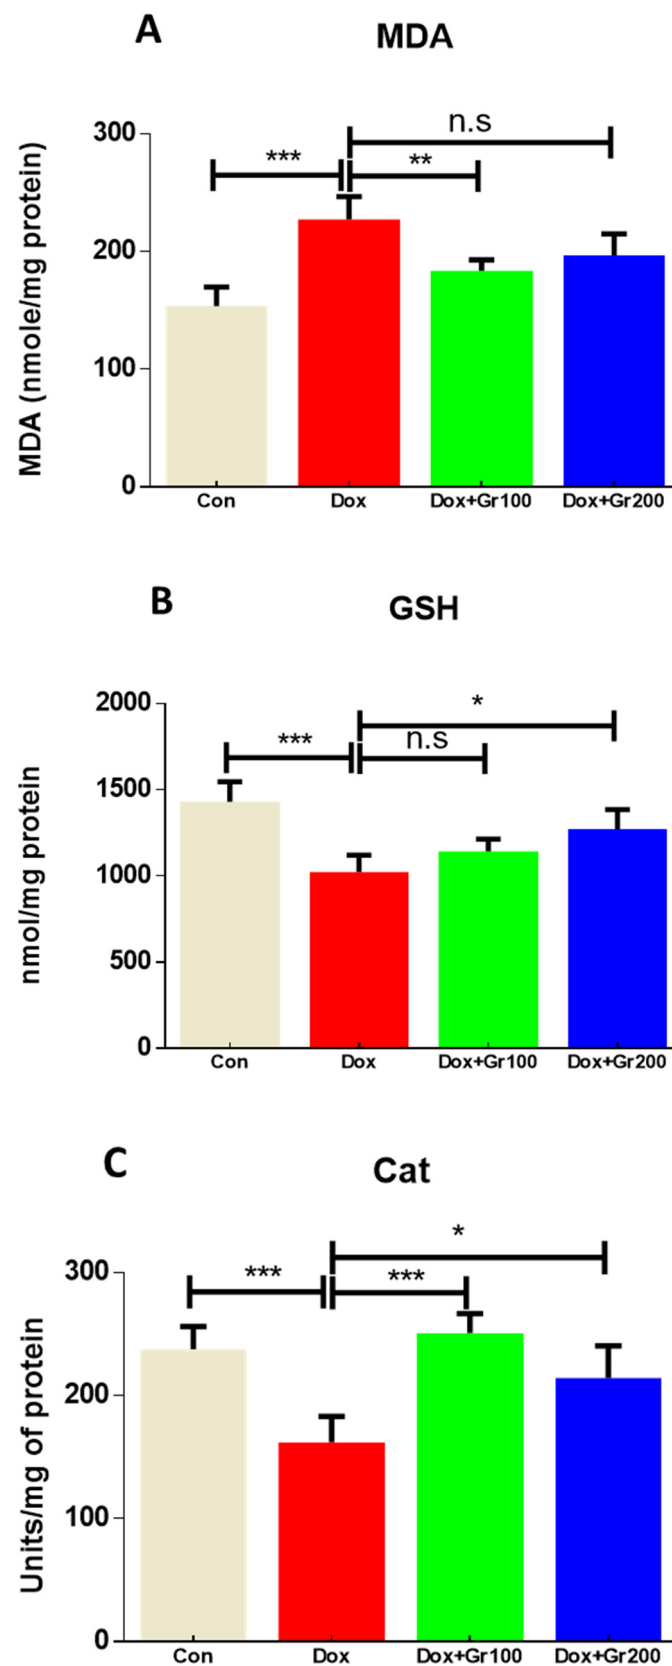 A
MDA
MDA (nmole/mg protein)
300
200
100
0
***
**
n.s
Con
Dox
Dox+Gr100
Dox+Gr200
B
GSH
nmol/mg protein
2000
1500
1000
500
0
***
n.s
*
Con
Dox
Dox+Gr100
Dox+Gr200
C
Cat
Units/mg of protein
300
200
100
0
***
***
*
Con
Dox
Dox+Gr100
Dox+Gr200